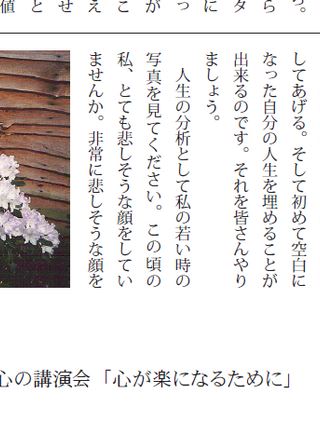 ら
タ
に
っ
が
こ
え
せ
と
値
してあげる。そして初めて空白に
なった自分の人生を埋めることが
出来るのです。それを皆さんやり
ましょう。
人生の分析として私の若い時の
写真を見てください。この頃の
私、とても悲しそうな顔をしてい
ませんか。非常に悲しそうな顔を
心の講演会「心が楽になるために」